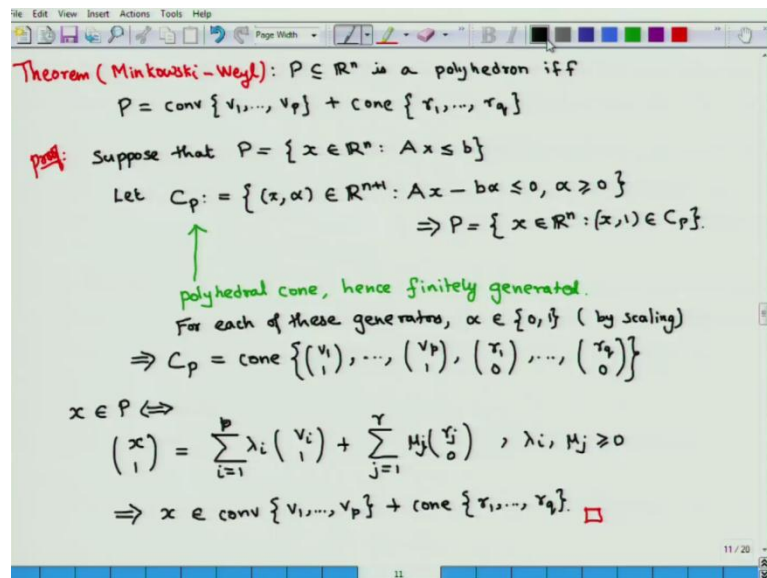 File Edit View Insert Actions Tools Help
Page Width
Theorem (Minkowski-Weyl): P ⊆ ℝⁿ is a polyhedron iff
P = conv {v₁,..., vₚ} + cone {r₁,..., r_q}
proof: Suppose that P = {x ∈ ℝⁿ : Ax ≤ b}
Let Cₚ := {(x, α) ∈ ℝⁿ⁺¹ : Ax - bα ≤ 0, α ≥ 0}
⇒ P = {x ∈ ℝⁿ : (x,1) ∈ Cₚ}.
polyhedral cone, hence finitely generated.
For each of these generators, α ∈ {0,1} (by scaling)
⇒ Cₚ = cone {(v₁ 1),..., (vₚ 1), (r₁ 0),..., (r_q 0)}
x ∈ P ⇔
(x 1) = ∑_{i=1}^{p} λᵢ (vᵢ 1) + ∑_{j=1}^{r} μⱼ (rⱼ 0), λᵢ, μⱼ ≥ 0
⇒ x ∈ conv {v₁,..., vₚ} + cone {r₁,..., r_q}. □
11 / 20
11